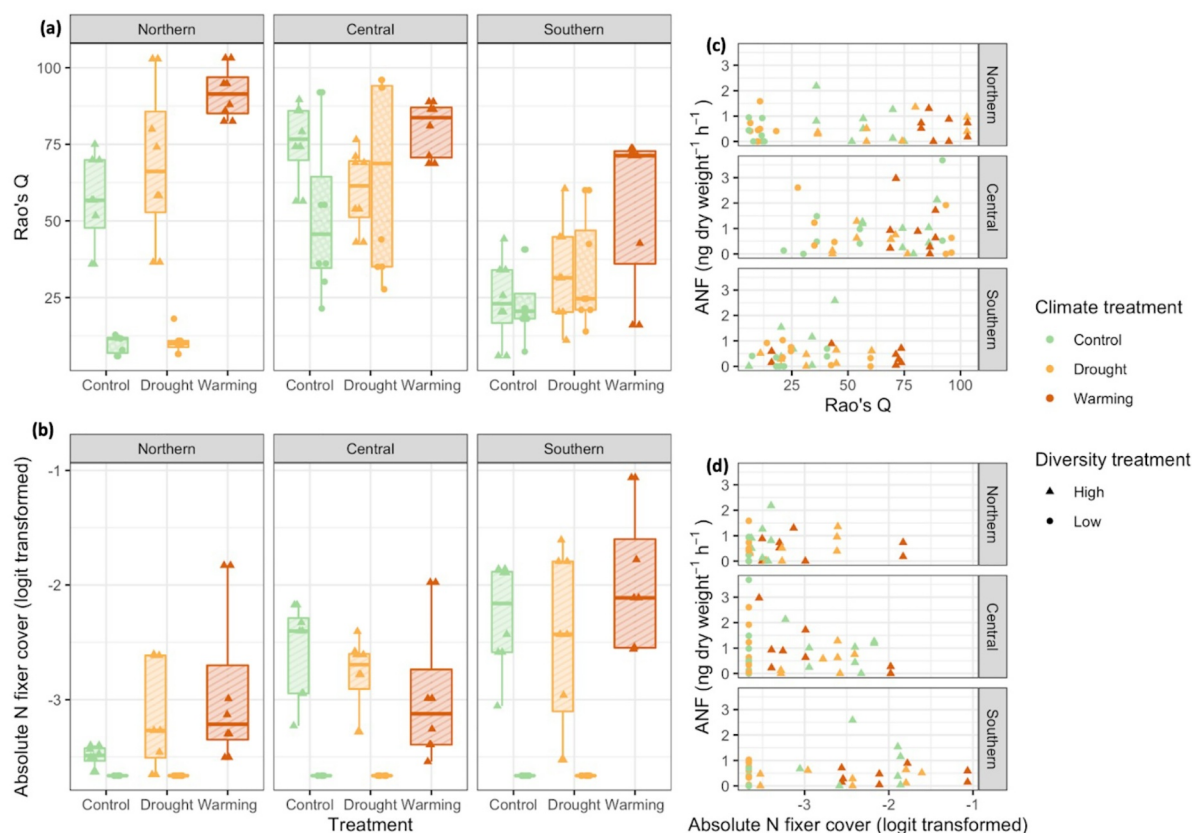 (a)
Northern Central Southern
Rao's Q
100
75
50
25
Control Drought Warming Control Drought Warming Control Drought Warming
(b)
Northern Central Southern
Absolute N fixer cover (logit transformed)
-1
-2
-3
Control Drought Warming Control Drought Warming Control Drought Warming
Treatment
(c)
ANF (ng dry weight⁻¹ h⁻¹)
3
2
1
0
Northern
3
2
1
0
Central
3
2
1
0
Southern
25 50 75 100
Rao's Q
(d)
ANF (ng dry weight⁻¹ h⁻¹)
3
2
1
0
Northern
3
2
1
0
Central
3
2
1
0
Southern
-3 -2 -1
Absolute N fixer cover (logit transformed)
Climate treatment
Control
Drought
Warming
Diversity treatment
High
Low